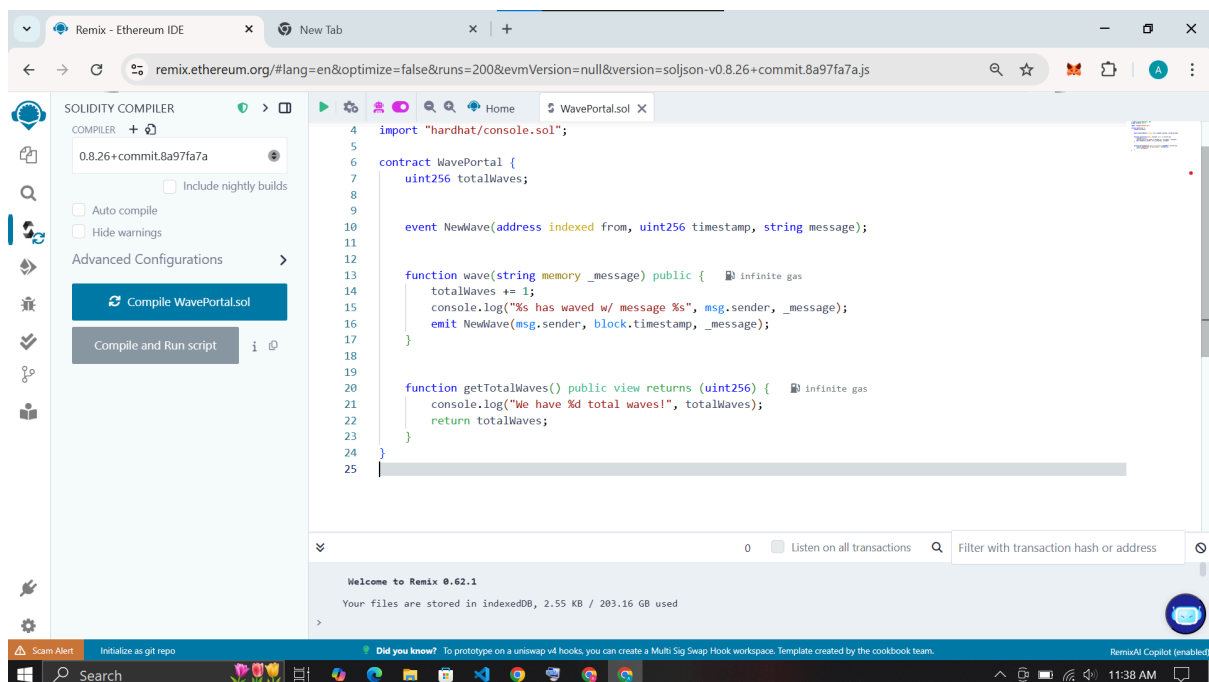 Remix - Ethereum IDE
New Tab
remix.ethereum.org/#lang=en&optimize=false&runs=200&evmVersion=null&version=soljson-v0.8.26+commit.8a97fa7a.js
A
SOLIDITY COMPILER
COMPILER
0.8.26+commit.8a97fa7a
Include nightly builds
Auto compile
Hide warnings
Advanced Configurations
Compile WavePortal.sol
Compile and Run script
i
Home
WavePortal.sol
4 import "hardhat/console.sol";
5
6 contract WavePortal {
7 uint256 totalWaves;
8
9
10 event NewWave(address indexed from, uint256 timestamp, string message);
11
12
13 function wave(string memory _message) public { infinite gas
14 totalWaves += 1;
15 console.log("%s has waved w/ message %s", msg.sender, _message);
16 emit NewWave(msg.sender, block.timestamp, _message);
17 }
18
19
20 function getTotalWaves() public view returns (uint256) { infinite gas
21 console.log("We have %d total waves!", totalWaves);
22 return totalWaves;
23 }
24 }
25
0 Listen on all transactions Filter with transaction hash or address
Welcome to Remix 0.62.1
Your files are stored in indexedDB, 2.55 KB / 203.16 GB used
>
Scam Alert Initialize as git repo Did you know? To prototype on a uniswap v4 hooks, you can create a Multi Sig Swap Hook workspace. Template created by the cookbook team. RemixAI Copilot (enabled)
Search 11:38 AM